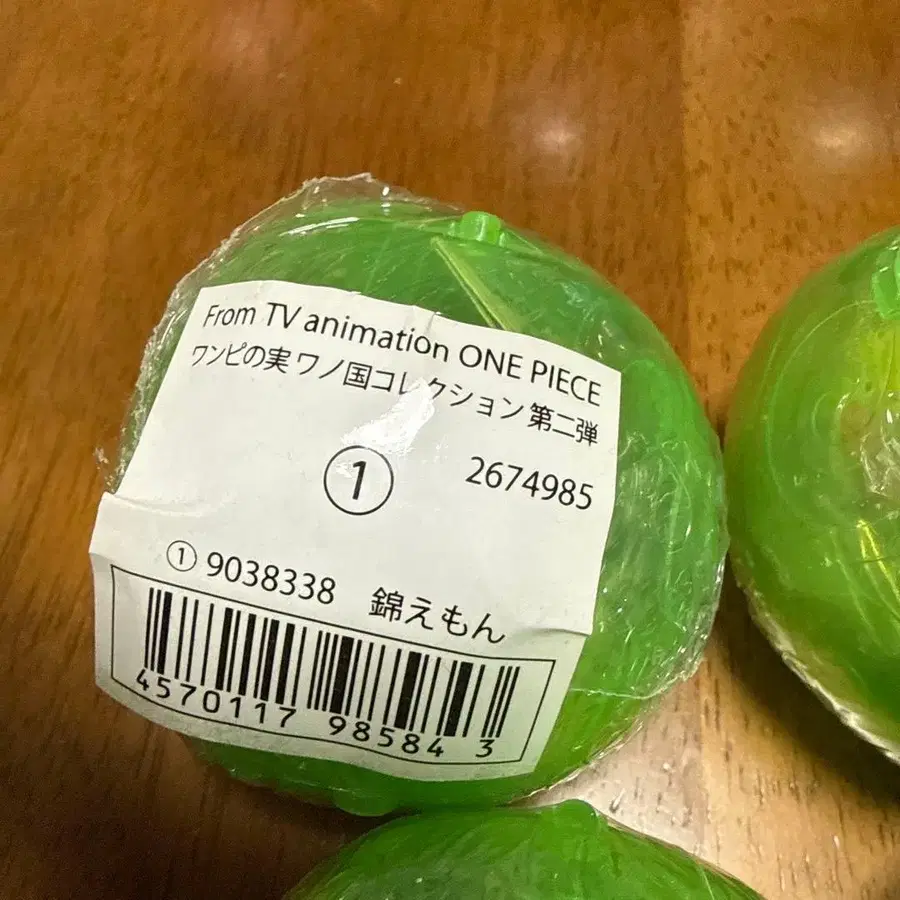 From TV animation ONE PIECE
ワンピの実 ワノ国コレクション 第二弾
① 2674985
① 9038338 錦えもん
4570117 98584 3